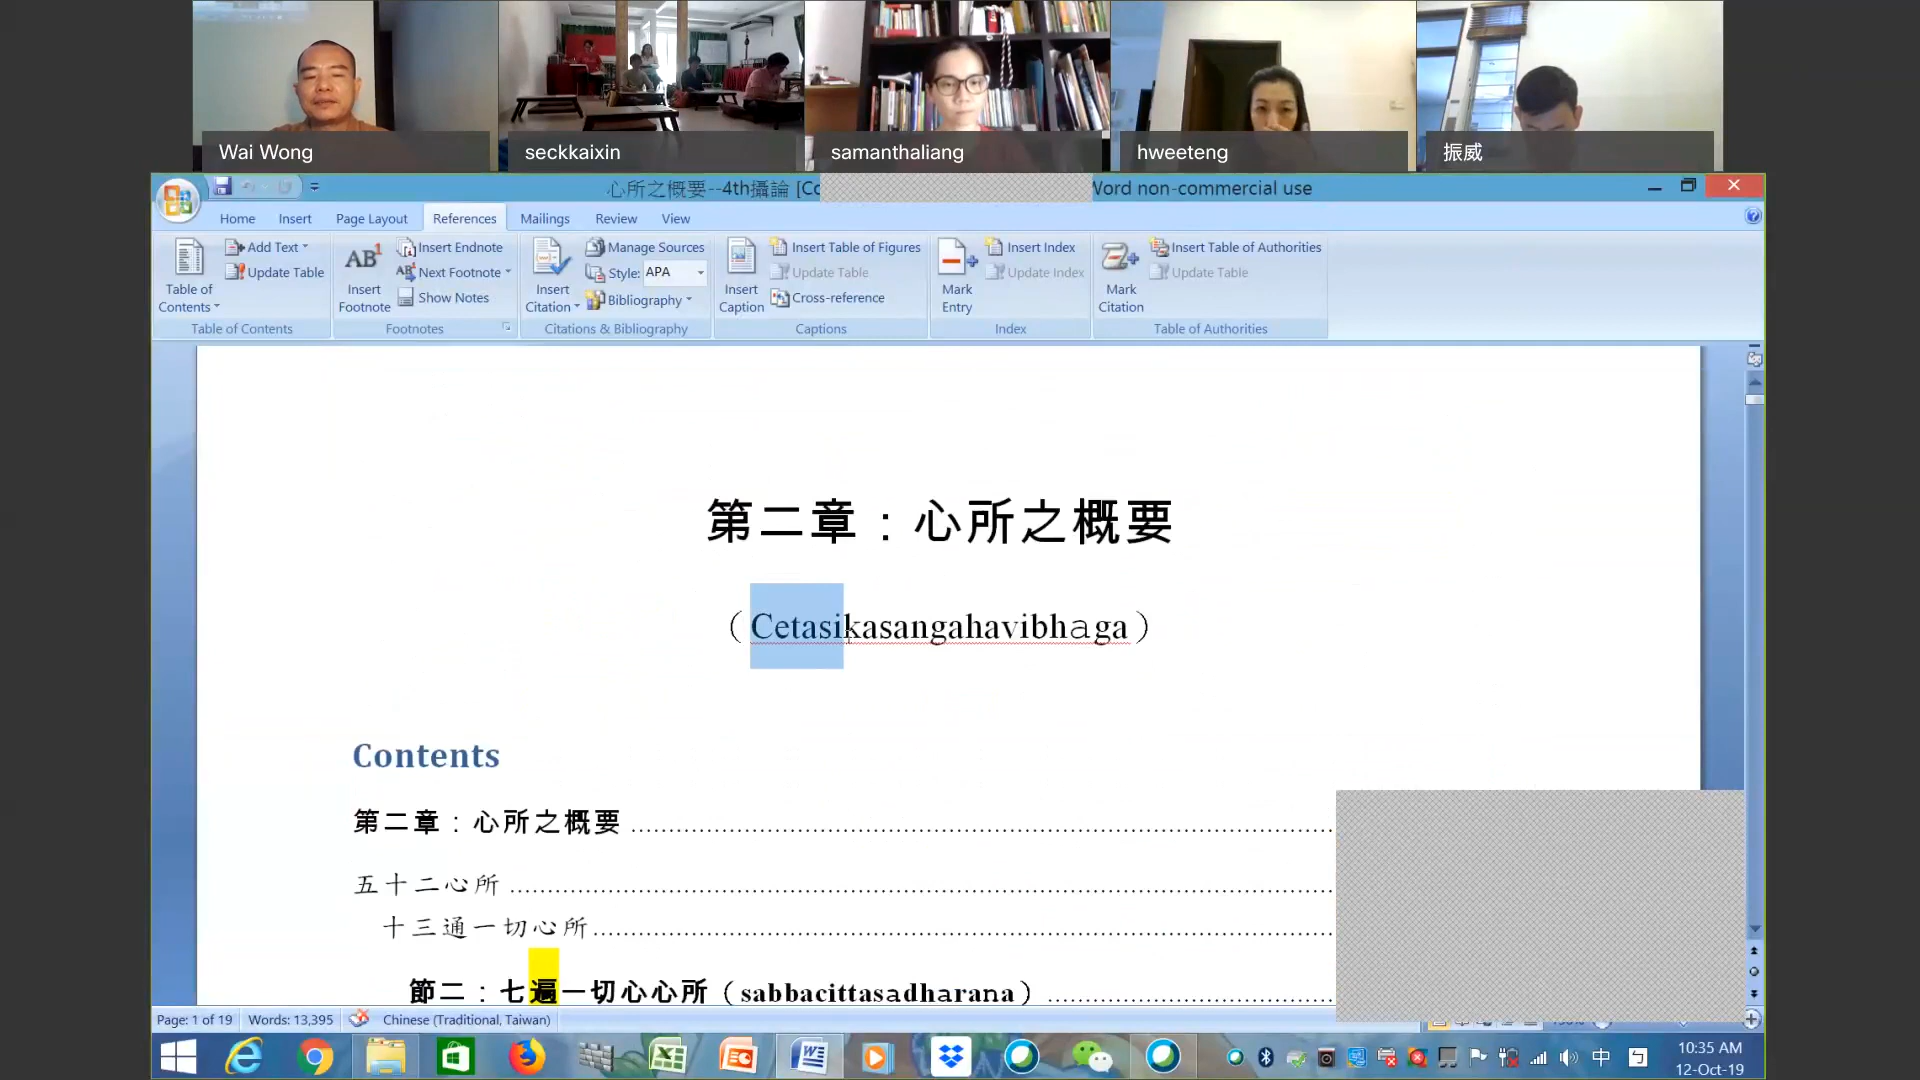 Wai Wong
seckkaixin
samanthaliang
hweeteng
振威
心所之概要--4th攝論 [Co
Word non-commercial use
Home Insert Page Layout References Mailings Review View
Add Text
Insert Endnote
Manage Sources
Insert Table of Figures
Insert Index
Insert Table of Authorities
Update Table
Next Footnote
Style: APA
Update Table
Update Index
Update Table
Table of Contents
Insert Footnote
Show Notes
Insert Citation
Bibliography
Insert Caption
Cross-reference
Mark Entry
Mark Citation
Table of Contents Footnotes Citations & Bibliography Captions Index Table of Authorities
第二章：心所之概要
（Cetasikasangahavibhaga）
Contents
第二章：心所之概要
五十二心所
十三通一切心所
節二：七遍一切心心所（sabbacittasadharana）
Page: 1 of 19 Words: 13,395 Chinese (Traditional, Taiwan)
中
ㄅ
10:35 AM
12-Oct-19